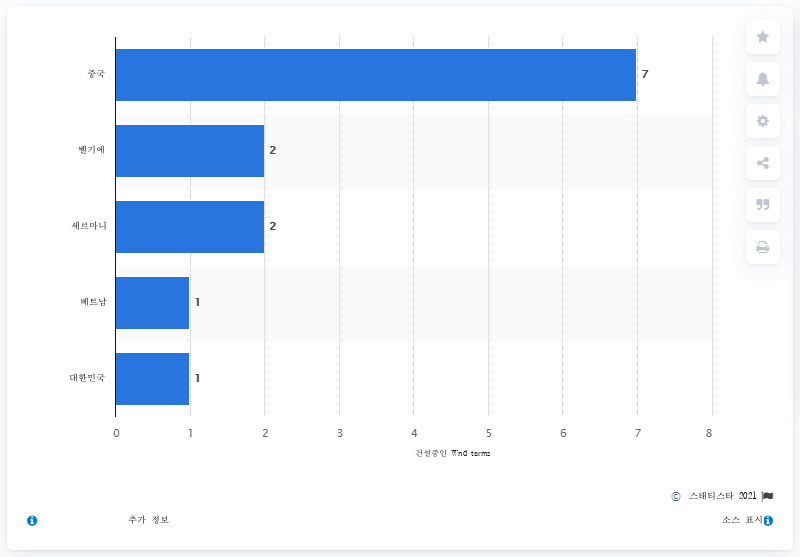 중국
7
벨기에
2
세르마니
2
베트남
1
대한민국
1
0 1 2 3 4 5 6 7 8
건설중인 Wnd tarms
© 스태티스타 2021
추가 정보
소스 표시